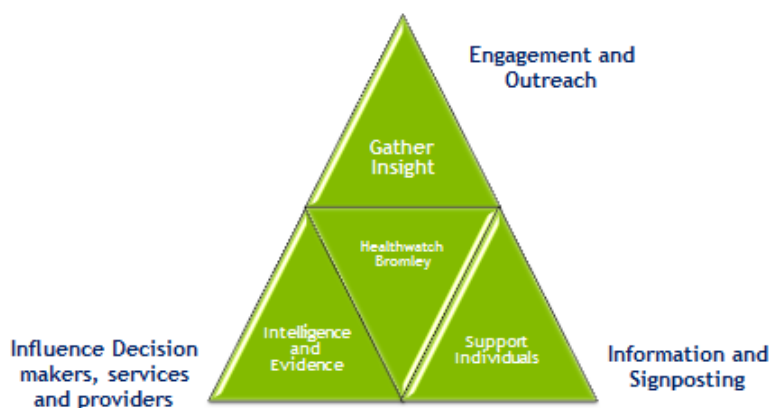 Engagement and
Outreach
Gather
Insight
Healthwatch
Bromley
Intelligence
and
Evidence
Support
Individuals
Influence Decision
makers, services
and providers
Information and
Signposting